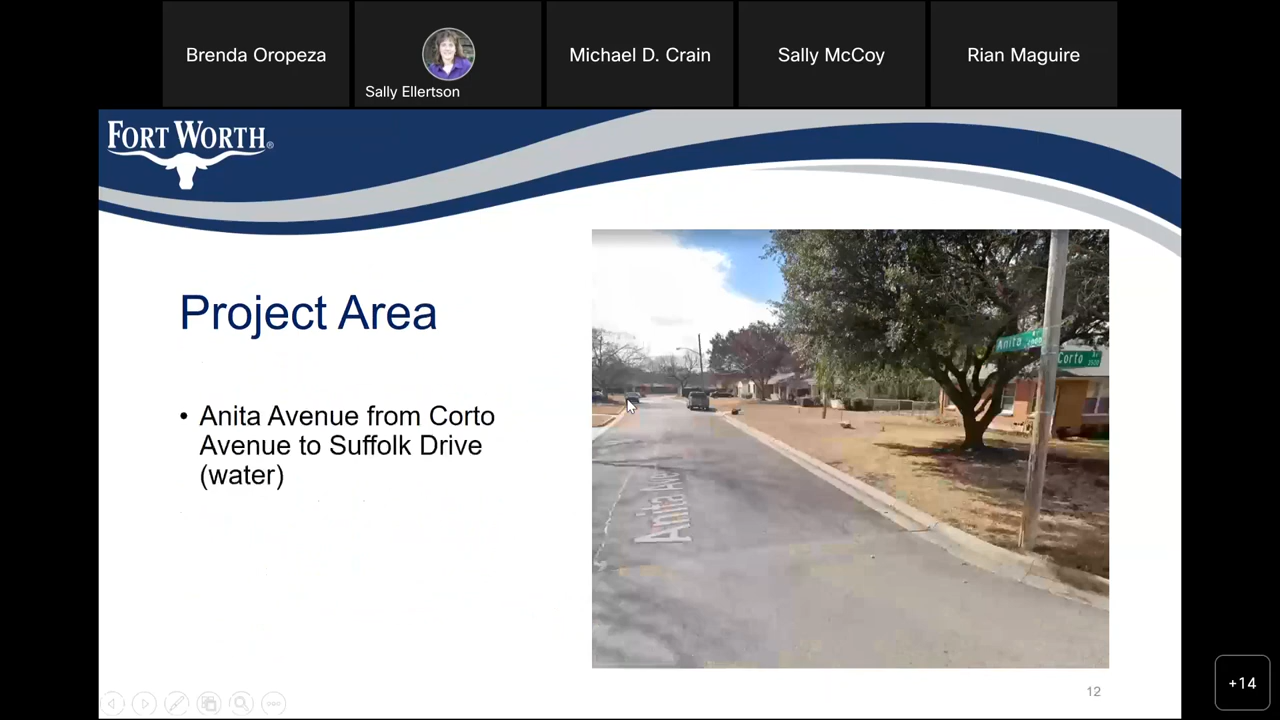 Brenda Oropeza
Sally Ellertson
Michael D. Crain
Sally McCoy
Rian Maguire
FORT WORTH®
Project Area
• Anita Avenue from Corto
Avenue to Suffolk Drive
(water)
Anita
Corto
Anita Ave
12
+14